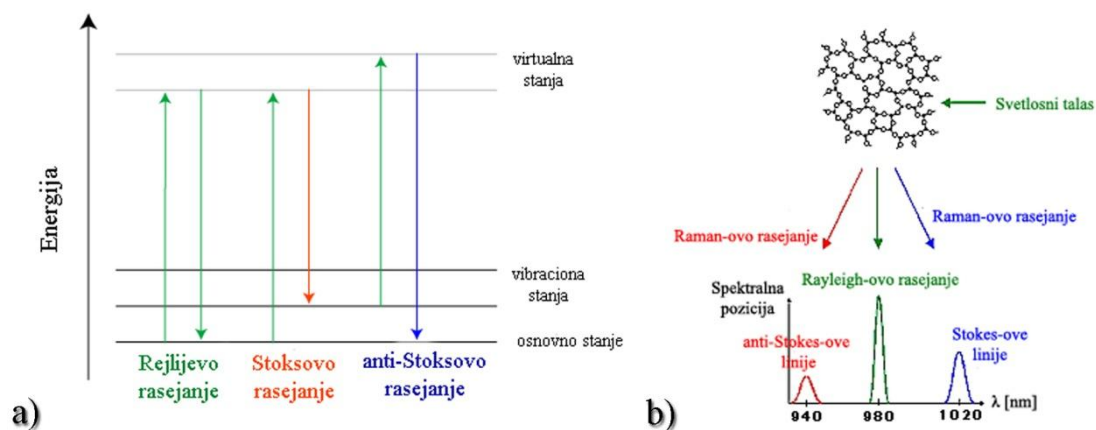 Energija
virtualna
stanja
vibraciona
stanja
osnovno stanje
Rejlijevo
rasejanje
Stoksovo
rasejanje
anti-Stoksovo
rasejanje
a)
Svetlosni talas
Raman-ovo rasejanje
Raman-ovo rasejanje
Rayleigh-ovo rasejanje
Spektralna
pozicija
anti-Stokes-ove
linije
Stokes-ove
linije
940
980
1020
λ [nm]
b)